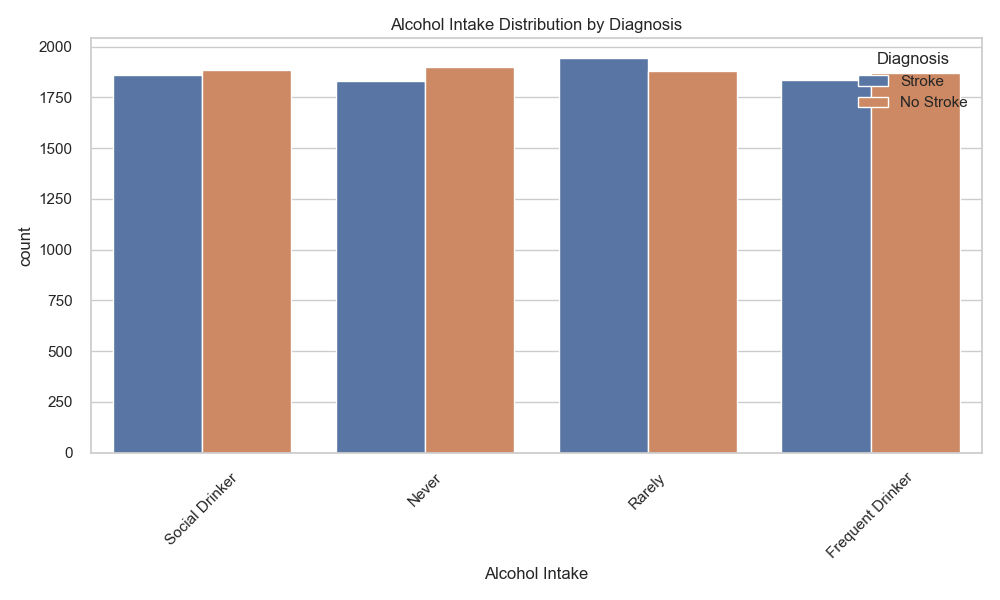 Alcohol Intake Distribution by Diagnosis
2000
1750
1500
1250
1000
750
500
250
0
count
Diagnosis
Stroke
No Stroke
Social Drinker
Never
Rarely
Frequent Drinker
Alcohol Intake